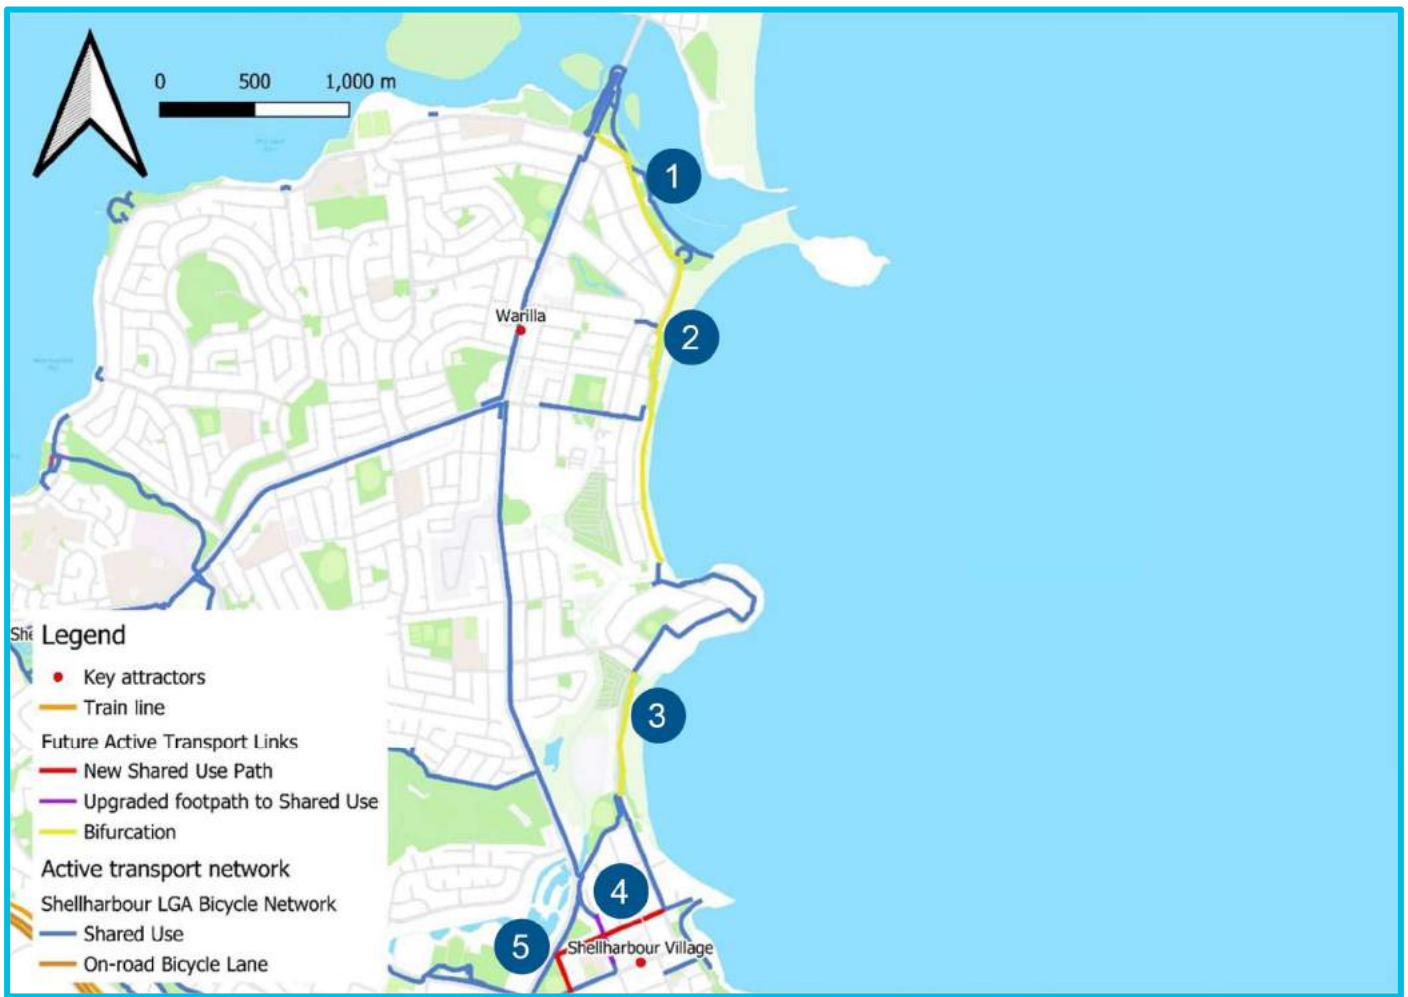 0 500 1,000 m
1
Warilla
2
3
4
5
Shellharbour Village
She
Legend
Key attractors
Train line
Future Active Transport Links
New Shared Use Path
Upgraded footpath to Shared Use
Bifurcation
Active transport network
Shellharbour LGA Bicycle Network
Shared Use
On-road Bicycle Lane